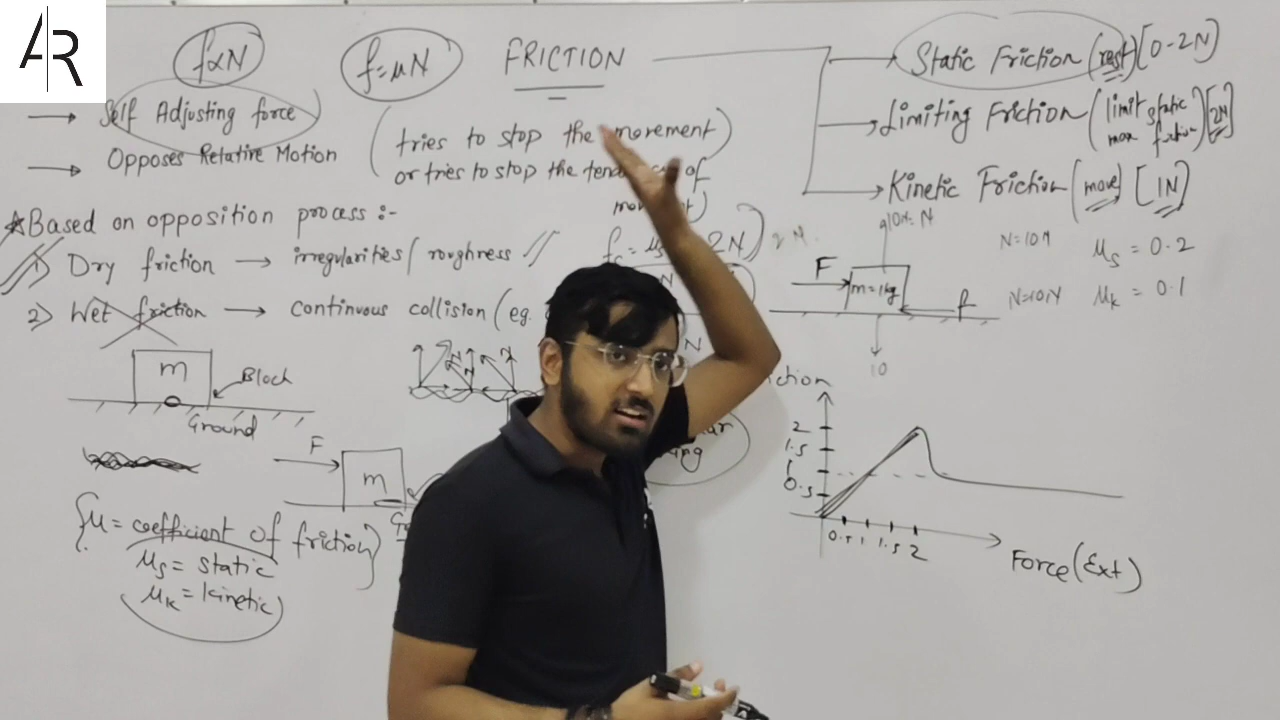 AR
f∝N
f=μN
FRICTION
→ Static Friction (rest) [0-2N]
→ Self Adjusting force
→ Limiting Friction (limit static max friction) [2N]
→ Opposes Relative Motion
(tries to stop the movement
or tries to stop the of
→ Kinetic Friction (move) [1N]
Based on opposition process :-
1) Dry friction → irregularities/ roughness
2) Wet friction → continuous collision (eg.
2N)
N
F
m=1kg
f
10
N=10N
N=10N
μs = 0.2
μk = 0.1
m
Block
Ground
F
m
{μ= coefficient of friction}
μs = static
μk = kinetic
ction
2
1.5
1
0.5
0.5 1 1.5 2
Force (Ext)